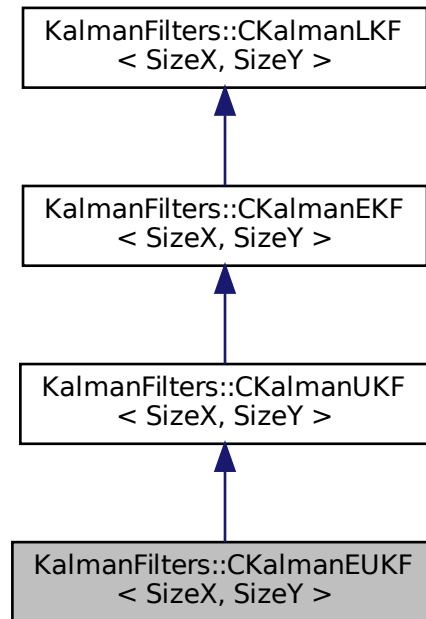 KalmanFilters::CKalmanLKF
< SizeX, SizeY >
KalmanFilters::CKalmanEKF
< SizeX, SizeY >
KalmanFilters::CKalmanUKF
< SizeX, SizeY >
KalmanFilters::CKalmanEUKF
< SizeX, SizeY >